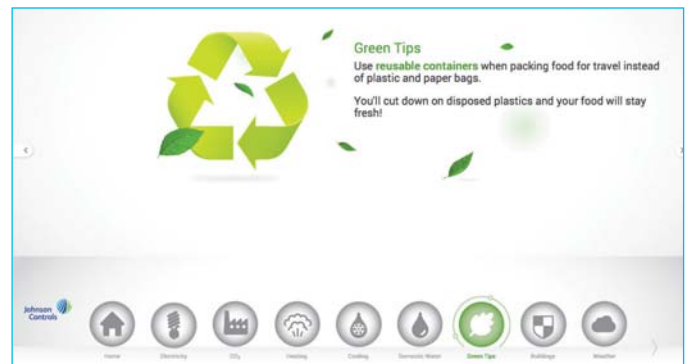 Green Tips
Use reusable containers when packing food for travel instead
of plastic and paper bags.
You'll cut down on disposed plastics and your food will stay
fresh!
Johnson
Controls
Home
Electricity
CO₂
Heating
Cooling
Domestic Water
Green Tips
Buildings
Weather